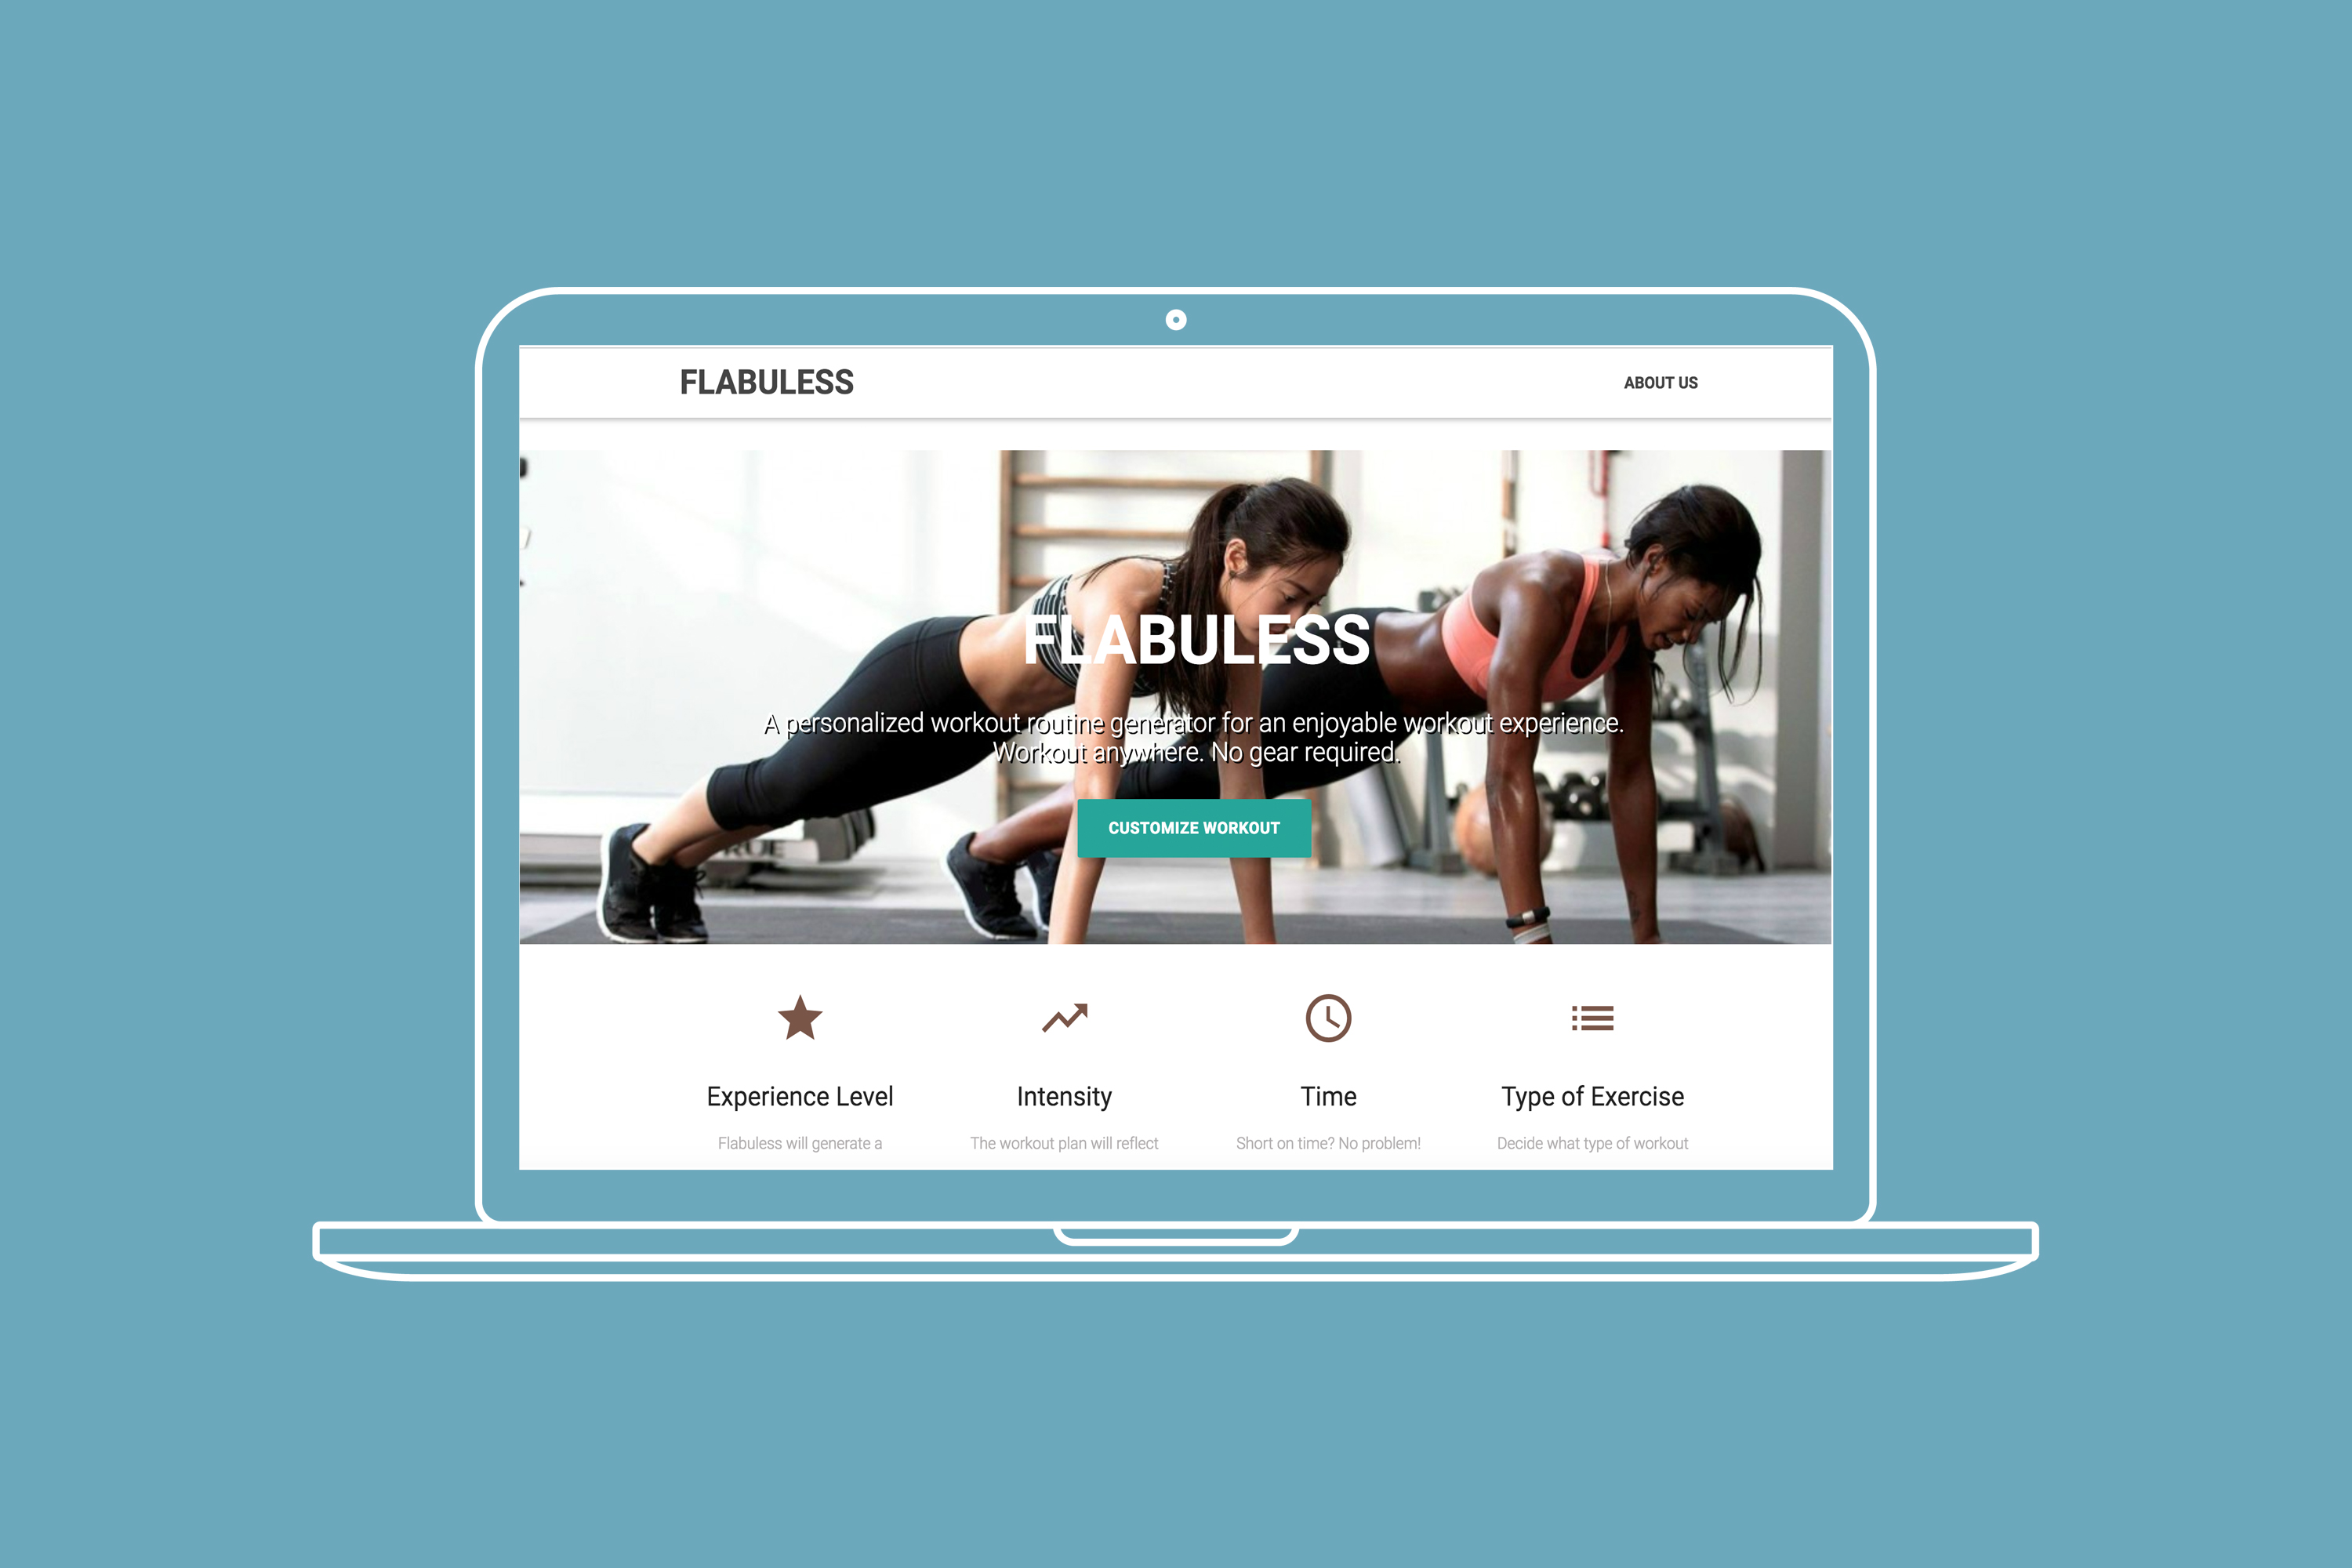 FLABULESS
ABOUT US
FLABULESS
A personalized workout routine generator for an enjoyable workout experience.
Workout anywhere. No gear required.
CUSTOMIZE WORKOUT
Experience Level
Intensity
Time
Type of Exercise
Flabuless will generate a
The workout plan will reflect
Short on time? No problem!
Decide what type of workout